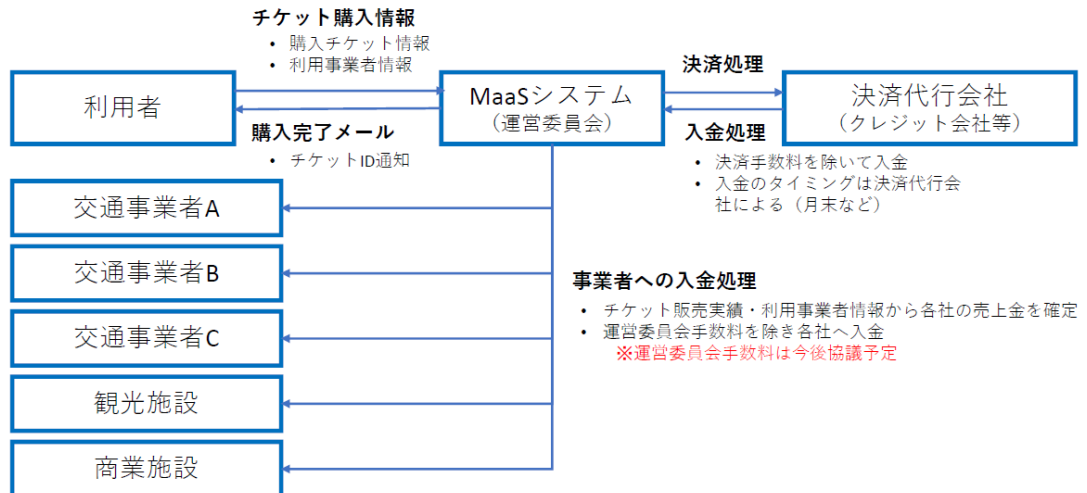 チケット購入情報
• 購入チケット情報
• 利用事業者情報
利用者
MaaSシステム
（運営委員会）
決済処理
決済代行会社
（クレジット会社等）
購入完了メール
• チケットID通知
入金処理
• 決済手数料を除いて入金
• 入金のタイミングは決済代行会
社による（月末など）
交通事業者A
交通事業者B
交通事業者C
観光施設
商業施設
事業者への入金処理
• チケット販売実績・利用事業者情報から各社の売上金を確定
• 運営委員会手数料を除き各社へ入金
※運営委員会手数料は今後協議予定